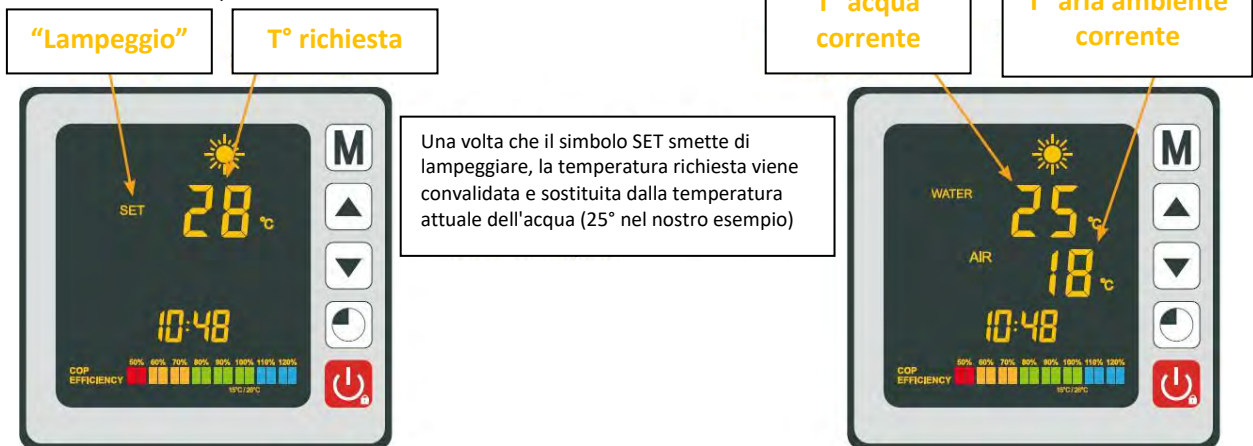 “Lampeggio”
T° richiesta
T° acqua
corrente
T° aria ambiente
corrente
SET
28 °C
10:48
COP
EFFICIENCY
50% 60% 70% 80% 90% 100% 110% 120%
15°C / 26°C
M
Una volta che il simbolo SET smette di
lampeggiare, la temperatura richiesta viene
convalidata e sostituita dalla temperatura
attuale dell'acqua (25° nel nostro esempio)
WATER
25 °C
AIR
18 °C
10:48
COP
EFFICIENCY
50% 60% 70% 80% 90% 100% 110% 120%
15°C / 26°C
M